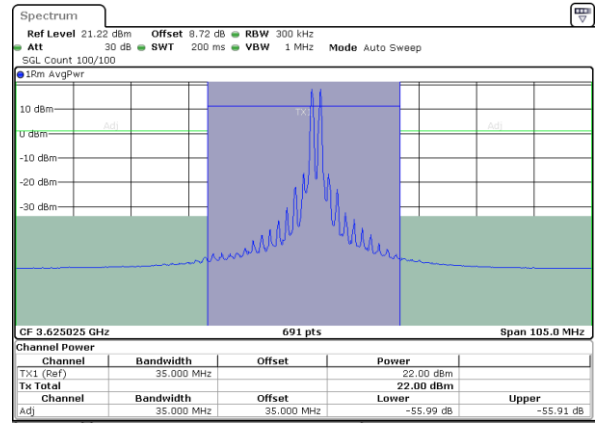 Spectrum
Ref Level 21.22 dBm Offset 8.72 dB RBW 300 kHz
Att 30 dB SWT 200 ms VBW 1 MHz Mode Auto Sweep
SGL Count 100/100
1Rm AvgPwr
10 dBm
TX1
Adj Adj
0 dBm
-10 dBm
-20 dBm
-30 dBm
CF 3.625025 GHz 691 pts Span 105.0 MHz
Channel Power
Channel Bandwidth Offset Power
TX1 (Ref) 35.000 MHz 22.00 dBm
Tx Total 22.00 dBm
Channel Bandwidth Offset Lower Upper
Adj 35.000 MHz 35.000 MHz -55.99 dB -55.91 dB